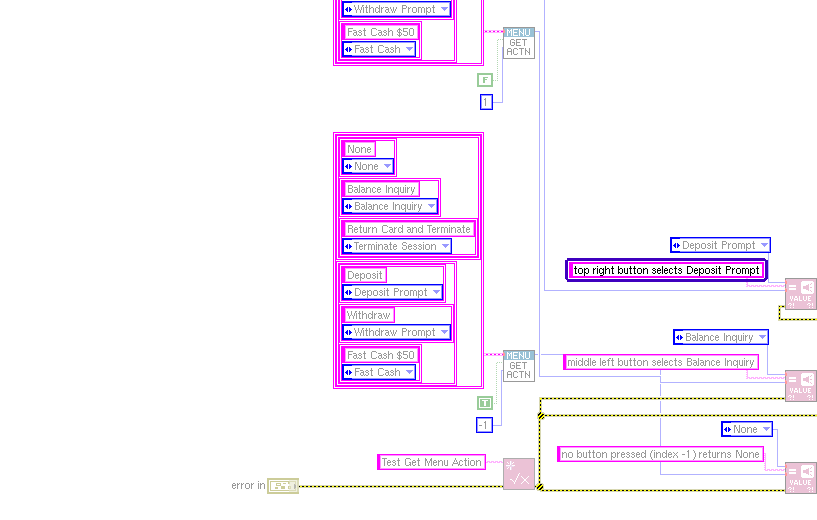 Withdraw Prompt
Fast Cash $50
Fast Cash
MENU
GET
ACTN
F
1
None
None
Balance Inquiry
Balance Inquiry
Return Card and Terminate
Terminate Session
Deposit
Deposit Prompt
Withdraw
Withdraw Prompt
Fast Cash $50
Fast Cash
MENU
GET
ACTN
T
-1
Deposit Prompt
top right button selects Deposit Prompt
=
VALUE
?! ?!
Balance Inquiry
middle left button selects Balance Inquiry
=
VALUE
?! ?!
None
no button pressed (index -1) returns None
=
VALUE
?! ?!
Test Get Menu Action
√X
error in